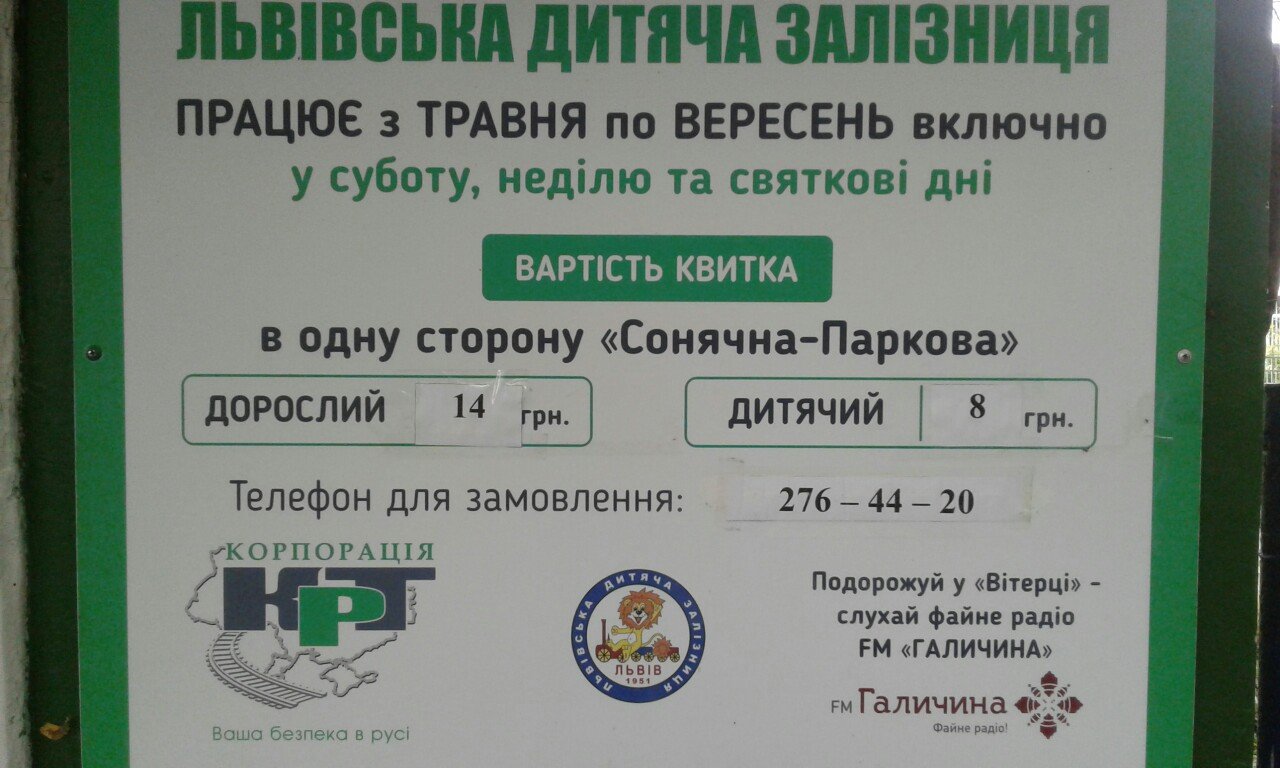 ЛЬВІВСЬКА ДИТЯЧА ЗАЛІЗНИЦЯ
ПРАЦЮЄ з ТРАВНЯ по ВЕРЕСЕНЬ включно
у суботу, неділю та святкові дні
ВАРТІСТЬ КВИТКА
в одну сторону «Сонячна-Паркова»
ДОРОСЛИЙ 14 грн.
ДИТЯЧИЙ 8 грн.
Телефон для замовлення: 276 – 44 – 20
КОРПОРАЦІЯ
КРТ
Ваша безпека в русі
ЛЬВІВСЬКА ДИТЯЧА ЗАЛІЗНИЦЯ
ЛЬВІВ
1951
Подорожуй у «Вітерці» –
слухай файне радіо
FM «ГАЛИЧИНА»
FM Галичина
Файне радіо!